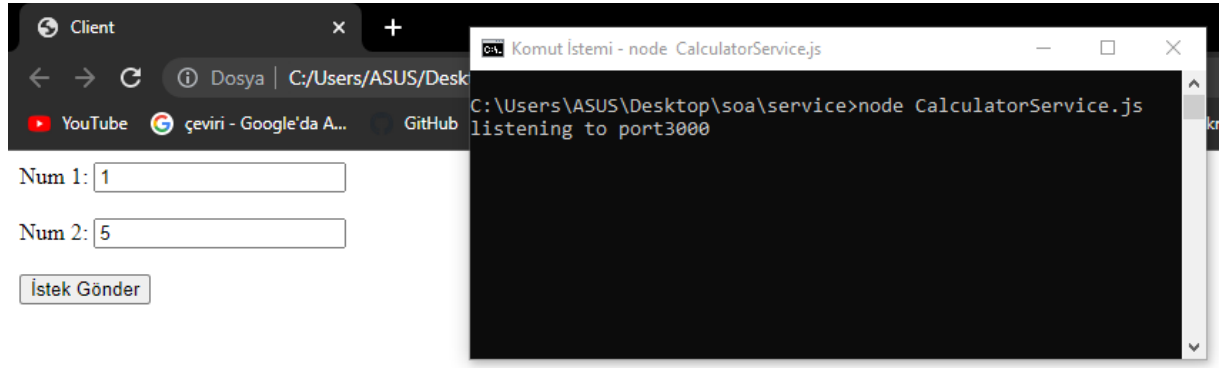 Client
Dosya C:/Users/ASUS/Desk
YouTube çeviri - Google'da A... GitHub
Num 1: 1
Num 2: 5
İstek Gönder
Komut İstemi - node CalculatorService.js
C:\Users\ASUS\Desktop\soa\service>node CalculatorService.js
listening to port3000